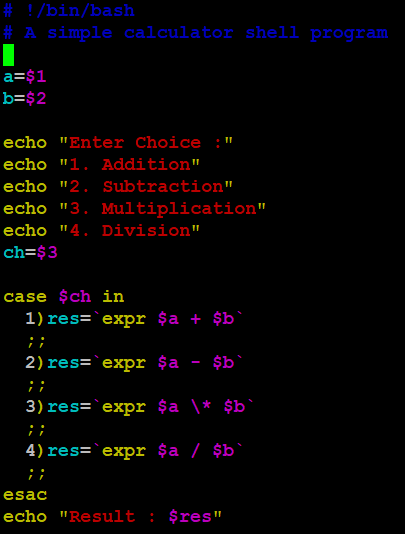 # !/bin/bash
# A simple calculator shell program
a=$1
b=$2
echo "Enter Choice :"
echo "1. Addition"
echo "2. Subtraction"
echo "3. Multiplication"
echo "4. Division"
ch=$3
case $ch in
1)res=`expr $a + $b`
;;
2)res=`expr $a - $b`
;;
3)res=`expr $a \* $b`
;;
4)res=`expr $a / $b`
;;
esac
echo "Result : $res"